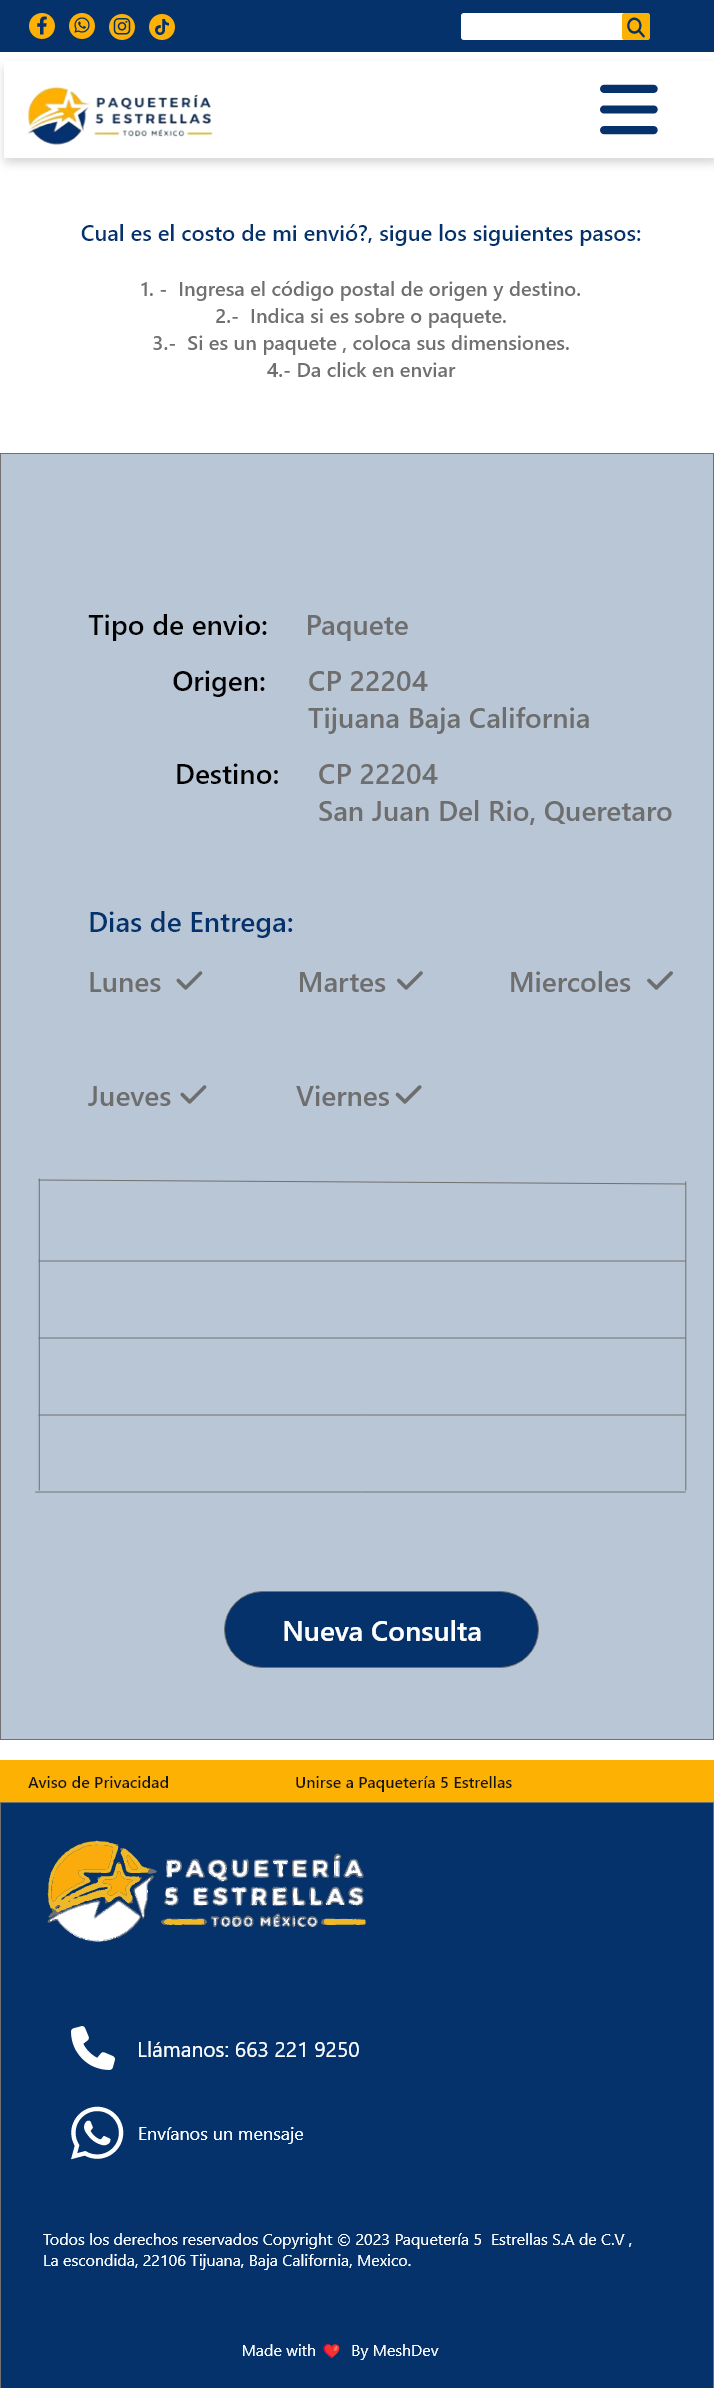 PAQUETERÍA
5 ESTRELLAS
TODO MÉXICO
Cual es el costo de mi envió?, sigue los siguientes pasos:
1. -  Ingresa el código postal de origen y destino.
2.-  Indica si es sobre o paquete.
3.-  Si es un paquete , coloca sus dimensiones.
4.- Da click en enviar
Tipo de envio: Paquete
Origen: CP 22204
Tijuana Baja California
Destino: CP 22204
San Juan Del Rio, Queretaro
Dias de Entrega:
Lunes Martes Miercoles
Jueves Viernes
Nueva Consulta
Aviso de Privacidad Unirse a Paquetería 5 Estrellas
PAQUETERÍA
5 ESTRELLAS
TODO MÉXICO
Llámanos: 663 221 9250
Envíanos un mensaje
Todos los derechos reservados Copyright © 2023 Paquetería 5  Estrellas S.A de C.V ,
La escondida, 22106 Tijuana, Baja California, Mexico.
Made with ❤️ By MeshDev